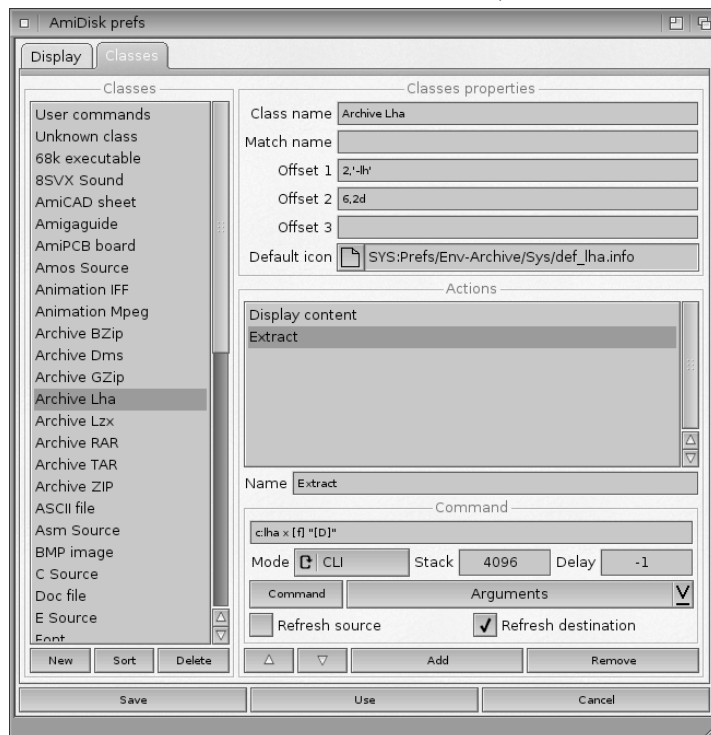 AmiDisk prefs
Display
Classes
Classes
User commands
Unknown class
68k executable
8SVX Sound
AmiCAD sheet
Amigaguide
AmiPCB board
Amos Source
Animation IFF
Animation Mpeg
Archive BZip
Archive Dms
Archive GZip
Archive Lha
Archive Lzx
Archive RAR
Archive TAR
Archive ZIP
ASCII file
Asm Source
BMP image
C Source
Doc file
E Source
Font
New Sort Delete
Classes properties
Class name Archive Lha
Match name
Offset 1 2,'-lh'
Offset 2 6,2d
Offset 3
Default icon SYS:Prefs/Env-Archive/Sys/def_lha.info
Actions
Display content
Extract
Name Extract
Command
c:lha x [f] "[D]"
Mode CLI Stack 4096 Delay -1
Command Arguments
Refresh source Refresh destination
Add Remove
Save Use Cancel